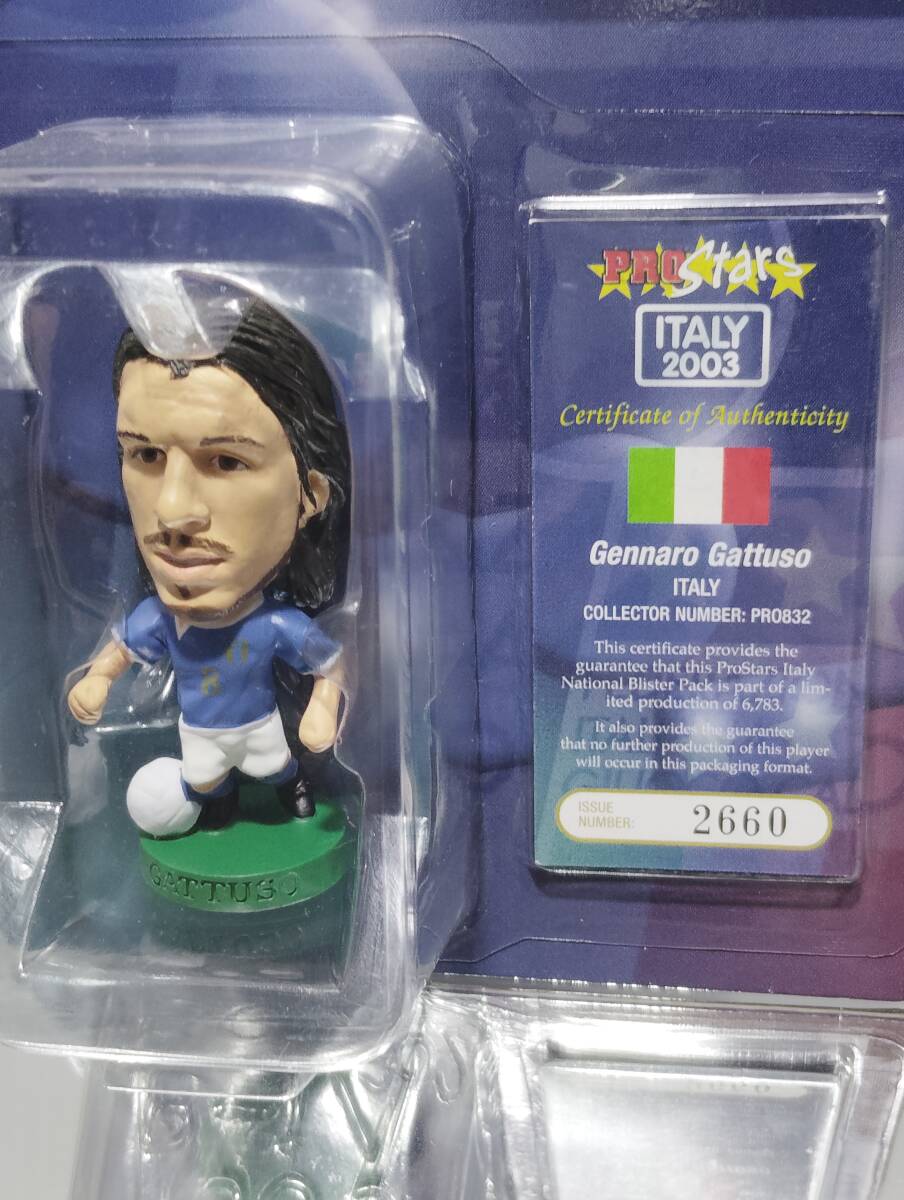 PROStars
ITALY
2003
Certificate of Authenticity
Gennaro Gattuso
ITALY
COLLECTOR NUMBER: PRO832
This certificate provides the
guarantee that this ProStars Italy
National Blister Pack is part of a lim-
ited production of 6,783.
It also provides the guarantee
that no further production of this player
will occur in this packaging format.
ISSUE
NUMBER:
2660
8
GATTUSO